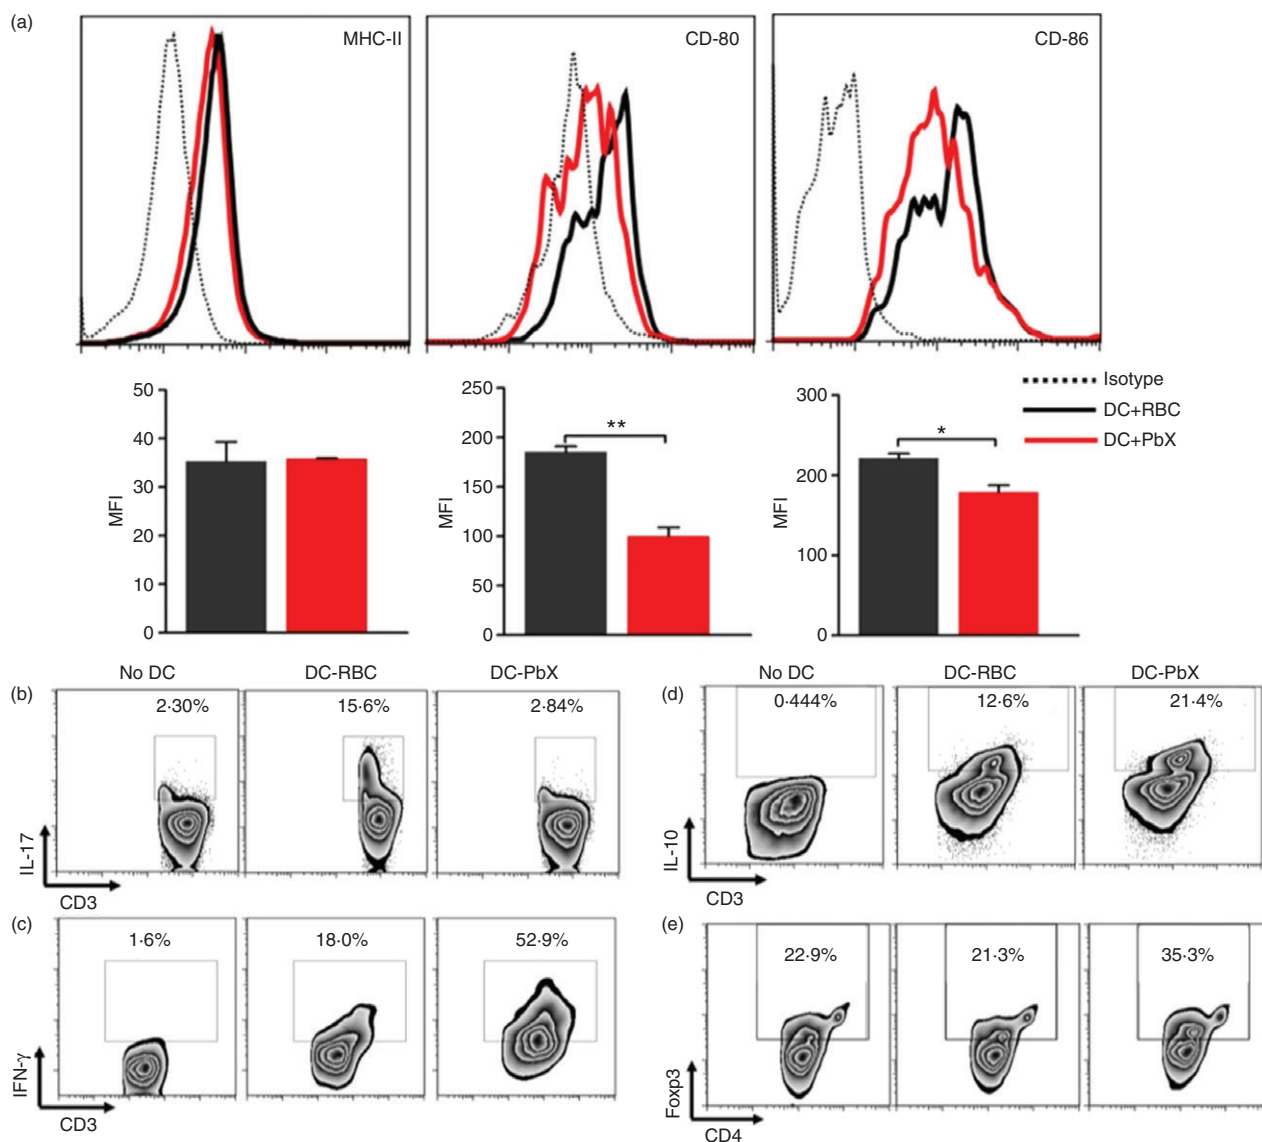 (a)
MHC-II
CD-80
CD-86
Isotype
DC+RBC
DC+PbX
50
40
30
20
10
0
MFI
250
200
150
100
50
0
MFI
**
300
200
100
0
MFI
*
(b)
No DC
DC-RBC
DC-PbX
2·30%
15·6%
2·84%
IL-17
CD3
(d)
No DC
DC-RBC
DC-PbX
0·444%
12·6%
21·4%
IL-10
CD3
(c)
1·6%
18·0%
52·9%
IFN-γ
CD3
(e)
22·9%
21·3%
35·3%
Foxp3
CD4